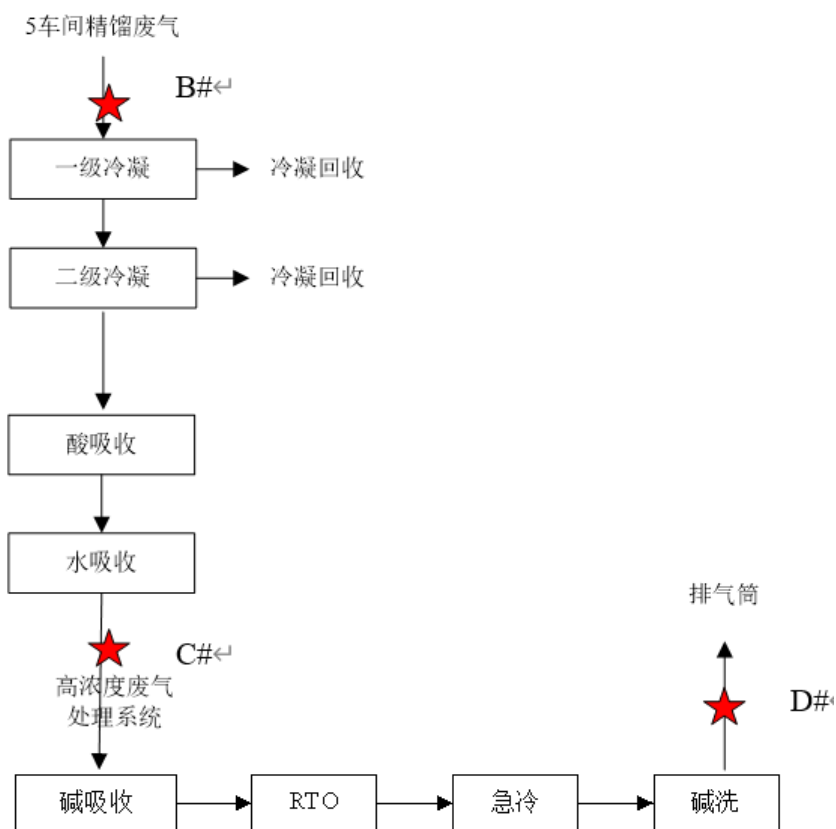 5车间精馏废气
B#↵
一级冷凝
冷凝回收
二级冷凝
冷凝回收
酸吸收
水吸收
排气筒
C#↵
高浓度废气
处理系统
D#↵
碱吸收
RTO
急冷
碱洗